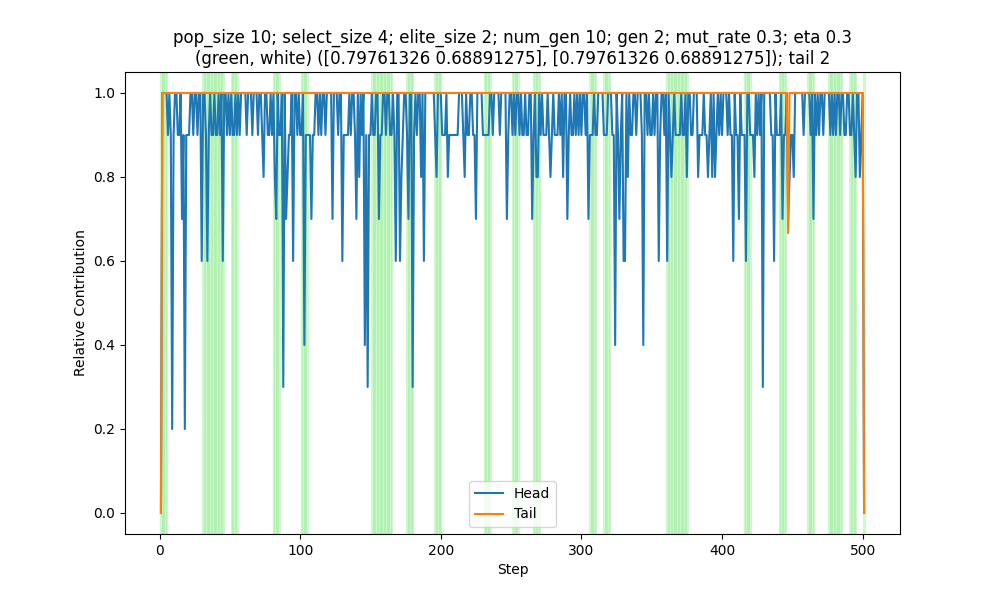 pop_size 10; select_size 4; elite_size 2; num_gen 10; gen 2; mut_rate 0.3; eta 0.3
(green, white) ([0.79761326 0.68891275], [0.79761326 0.68891275]); tail 2
Relative Contribution
1.0
0.8
0.6
0.4
0.2
0.0
Head
Tail
0
100
200
300
400
500
Step